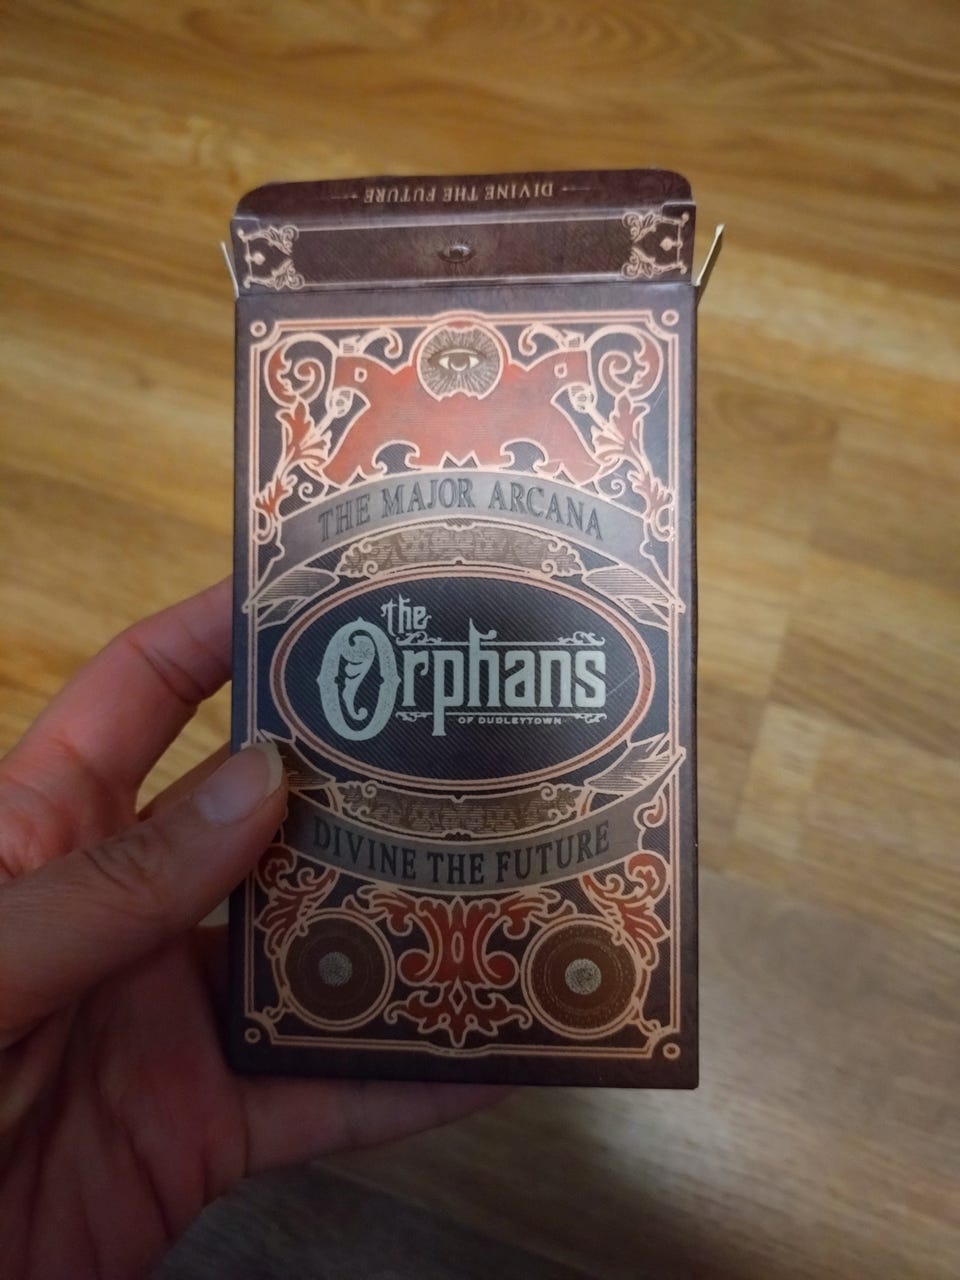 DIVINE THE FUTURE
THE MAJOR ARCANA
the
Orphans
OF DUDLEYTOWN
DIVINE THE FUTURE